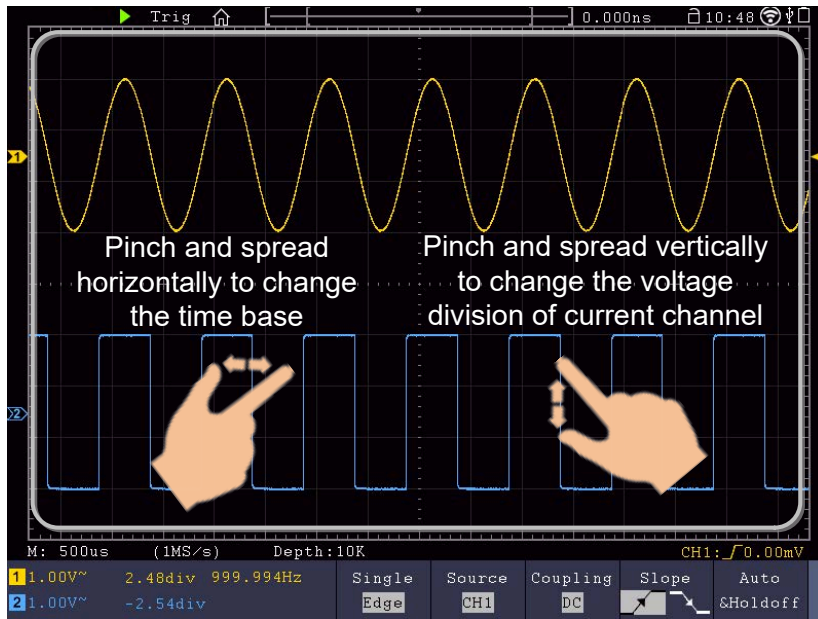 Trig 0.000ns 10:48
1
Pinch and spread
horizontally to change
the time base
Pinch and spread vertically
to change the voltage
division of current channel
2
M: 500us (1MS/s) Depth:10K CH1: 0.00mV
1 1.00V~ 2.48div 999.994Hz Single Source Coupling Slope Auto
2 1.00V~ -2.54div Edge CH1 DC &Holdoff